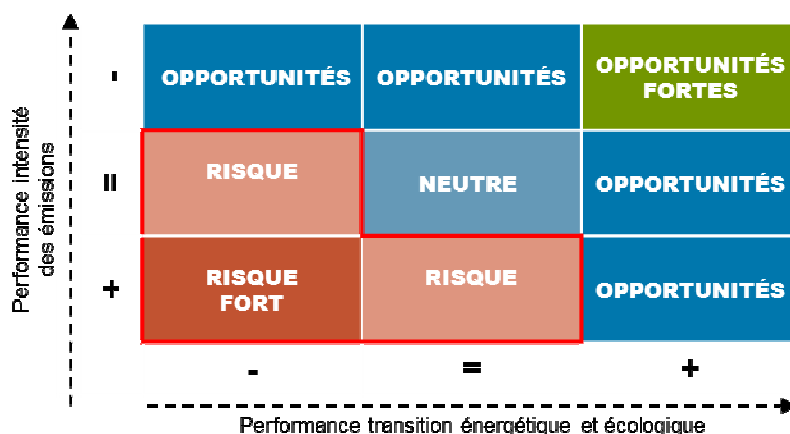 Performance intensité
des émissions
-
OPPORTUNITÉS
OPPORTUNITÉS
OPPORTUNITÉS
FORTES
=
RISQUE
NEUTRE
OPPORTUNITÉS
+
RISQUE
FORT
RISQUE
OPPORTUNITÉS
-
=
+
Performance transition énergétique et écologique